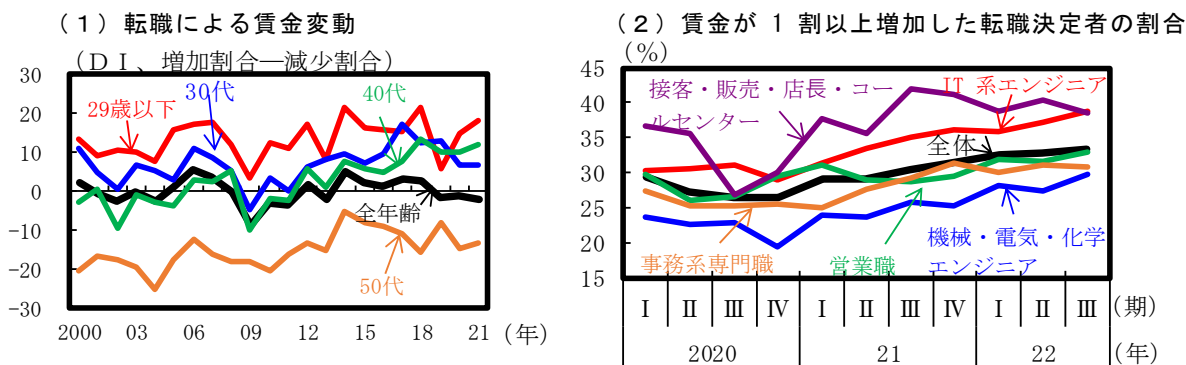 （１）転職による賃金変動
（ＤＩ、増加割合―減少割合）
30
20
10
0
−10
−20
−30
29歳以下
30代
40代
全年齢
50代
2000 03 06 09 12 15 18 21 (年)
（２）賃金が 1 割以上増加した転職決定者の割合
(%)
45
40
35
30
25
20
15
接客・販売・店長・コー
ルセンター
IT 系エンジニア
全体
事務系専門職
営業職
機械・電気・化学
エンジニア
Ⅰ Ⅱ Ⅲ Ⅳ Ⅰ Ⅱ Ⅲ Ⅳ Ⅰ Ⅱ Ⅲ (期)
2020 21 22 (年)